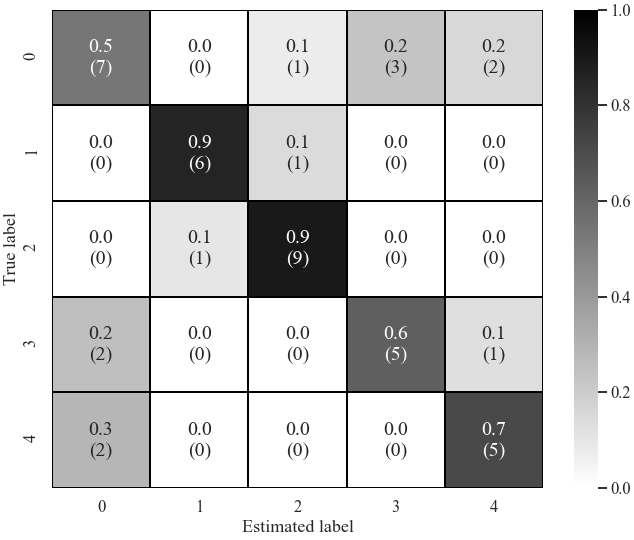 0.5 0.0 0.1 0.2 0.2
(7) (0) (1) (3) (2)
0
0.0 0.9 0.1 0.0 0.0
(0) (6) (1) (0) (0)
1
0.0 0.1 0.9 0.0 0.0
(0) (1) (9) (0) (0)
2
0.2 0.0 0.0 0.6 0.1
(2) (0) (0) (5) (1)
3
0.3 0.0 0.0 0.0 0.7
(2) (0) (0) (0) (5)
4
True label
0 1 2 3 4
Estimated label
1.0
0.8
0.6
0.4
0.2
0.0